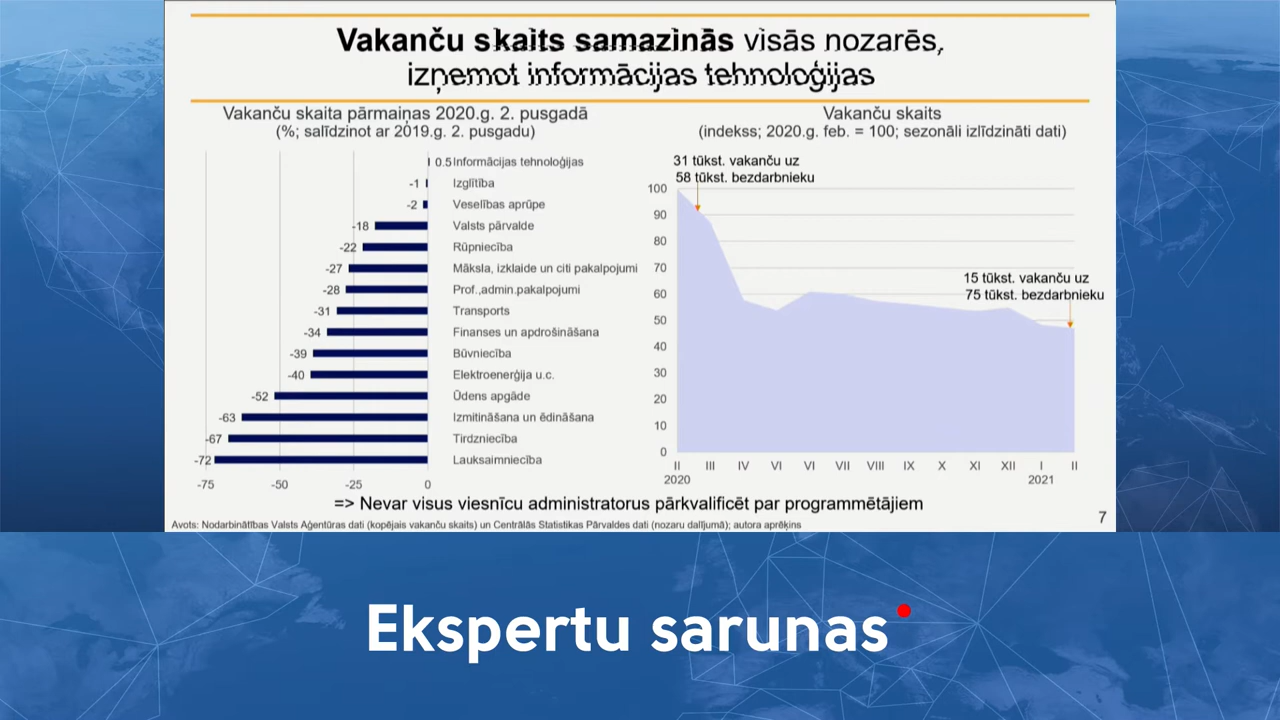 Vakanču skaits samazinās visās nozarēs,
izņemot informācijas tehnoloģijas
Vakanču skaita pārmaiņas 2020.g. 2. pusgadā
(%; salīdzinot ar 2019.g. 2. pusgadu)
0.5 Informācijas tehnoloģijas
-1 Izglītība
-2 Veselības aprūpe
-18 Valsts pārvalde
-22 Rūpniecība
-27 Māksla, izklaide un citi pakalpojumi
-28 Prof.,admin.pakalpojumi
-31 Transports
-34 Finanses un apdrošināšana
-39 Būvniecība
-40 Elektroenerģija u.c.
-52 Ūdens apgāde
-63 Izmitināšana un ēdināšana
-67 Tirdzniecība
-72 Lauksaimniecība
-75 -50 -25 0
Vakanču skaits
(indekss; 2020.g. feb. = 100; sezonāli izlīdzināti dati)
31 tūkst. vakanču uz
58 tūkst. bezdarbnieku
15 tūkst. vakanču uz
75 tūkst. bezdarbnieku
100
90
80
70
60
50
40
30
20
10
0
II III IV VI VI VII VIII IX X XI XII I II
2020 2021
=> Nevar visus viesnīcu administratorus pārkvalificēt par programmētājiem
7
Avots: Nodarbinātības Valsts Aģentūras dati (kopējais vakanču skaits) un Centrālās Statistikas Pārvaldes dati (nozaru dalījumā); autora aprēķins
Ekspertu sarunas